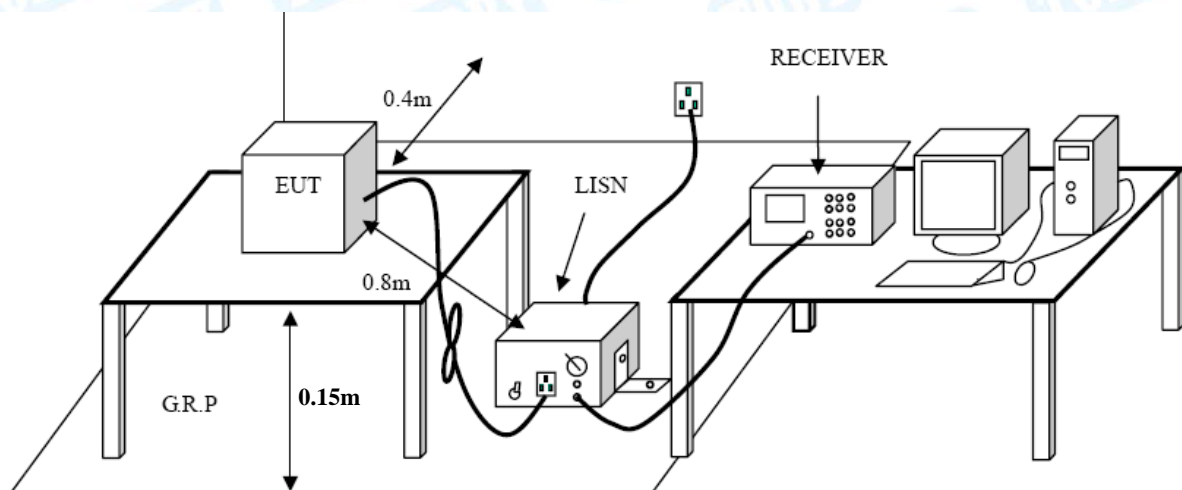 RECEIVER
0.4m
EUT
LISN
0.8m
G.R.P
0.15m